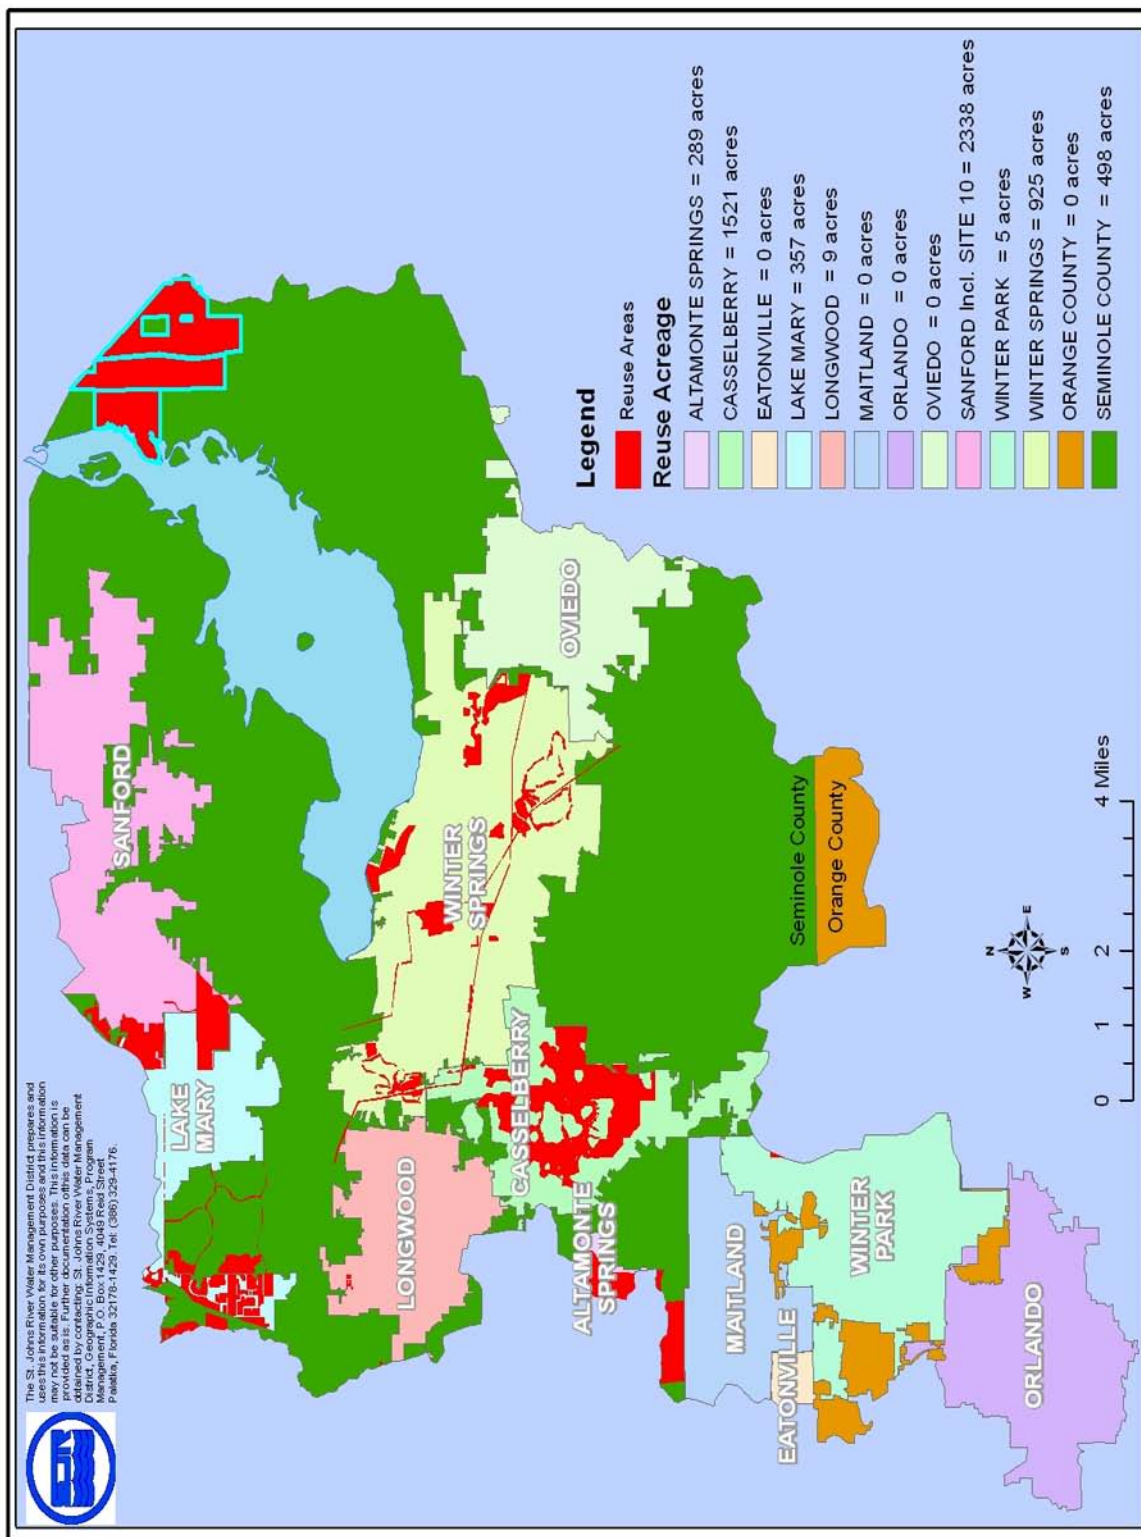 The St. Johns River Water Management District prepares and
uses this information for its own purposes and this information
may not be suitable for other purposes. This information is
provided as is. Further documentation of this data can be
obtained by contacting: St. Johns River Water Management
District, Geographic Information Systems, Program
Management, P.O. Box 1429, 4049 Reid Street
Palatka, Florida 32178-1429. Tel: (386) 329-4176.
SANFORD
LAKE
MARY
LONGWOOD
WINTER
SPRINGS
OVIEDO
CASSELBERRY
ALTAMONTE
SPRINGS
MAITLAND
EATONVILLE
WINTER
PARK
ORLANDO
Seminole County
Orange County
Legend
Reuse Areas
Reuse Acreage
ALTAMONTE SPRINGS = 289 acres
CASSELBERRY = 1521 acres
EATONVILLE = 0 acres
LAKE MARY = 357 acres
LONGWOOD = 9 acres
MAITLAND = 0 acres
ORLANDO = 0 acres
OVIEDO = 0 acres
SANFORD Incl. SITE 10 = 2338 acres
WINTER PARK = 5 acres
WINTER SPRINGS = 925 acres
ORANGE COUNTY = 0 acres
SEMINOLE COUNTY = 498 acres
N
W E
S
0 1 2 4 Miles